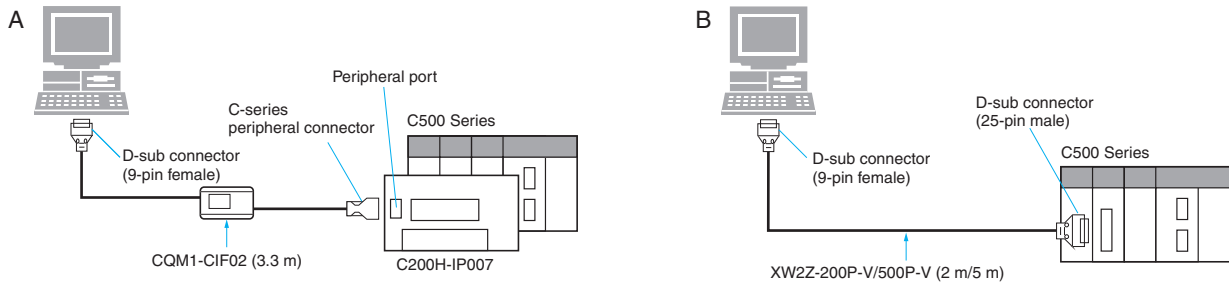 A
Peripheral port
C-series
peripheral connector
C500 Series
D-sub connector
(9-pin female)
CQM1-CIF02 (3.3 m)
C200H-IP007
B
D-sub connector
(25-pin male)
C500 Series
D-sub connector
(9-pin female)
XW2Z-200P-V/500P-V (2 m/5 m)